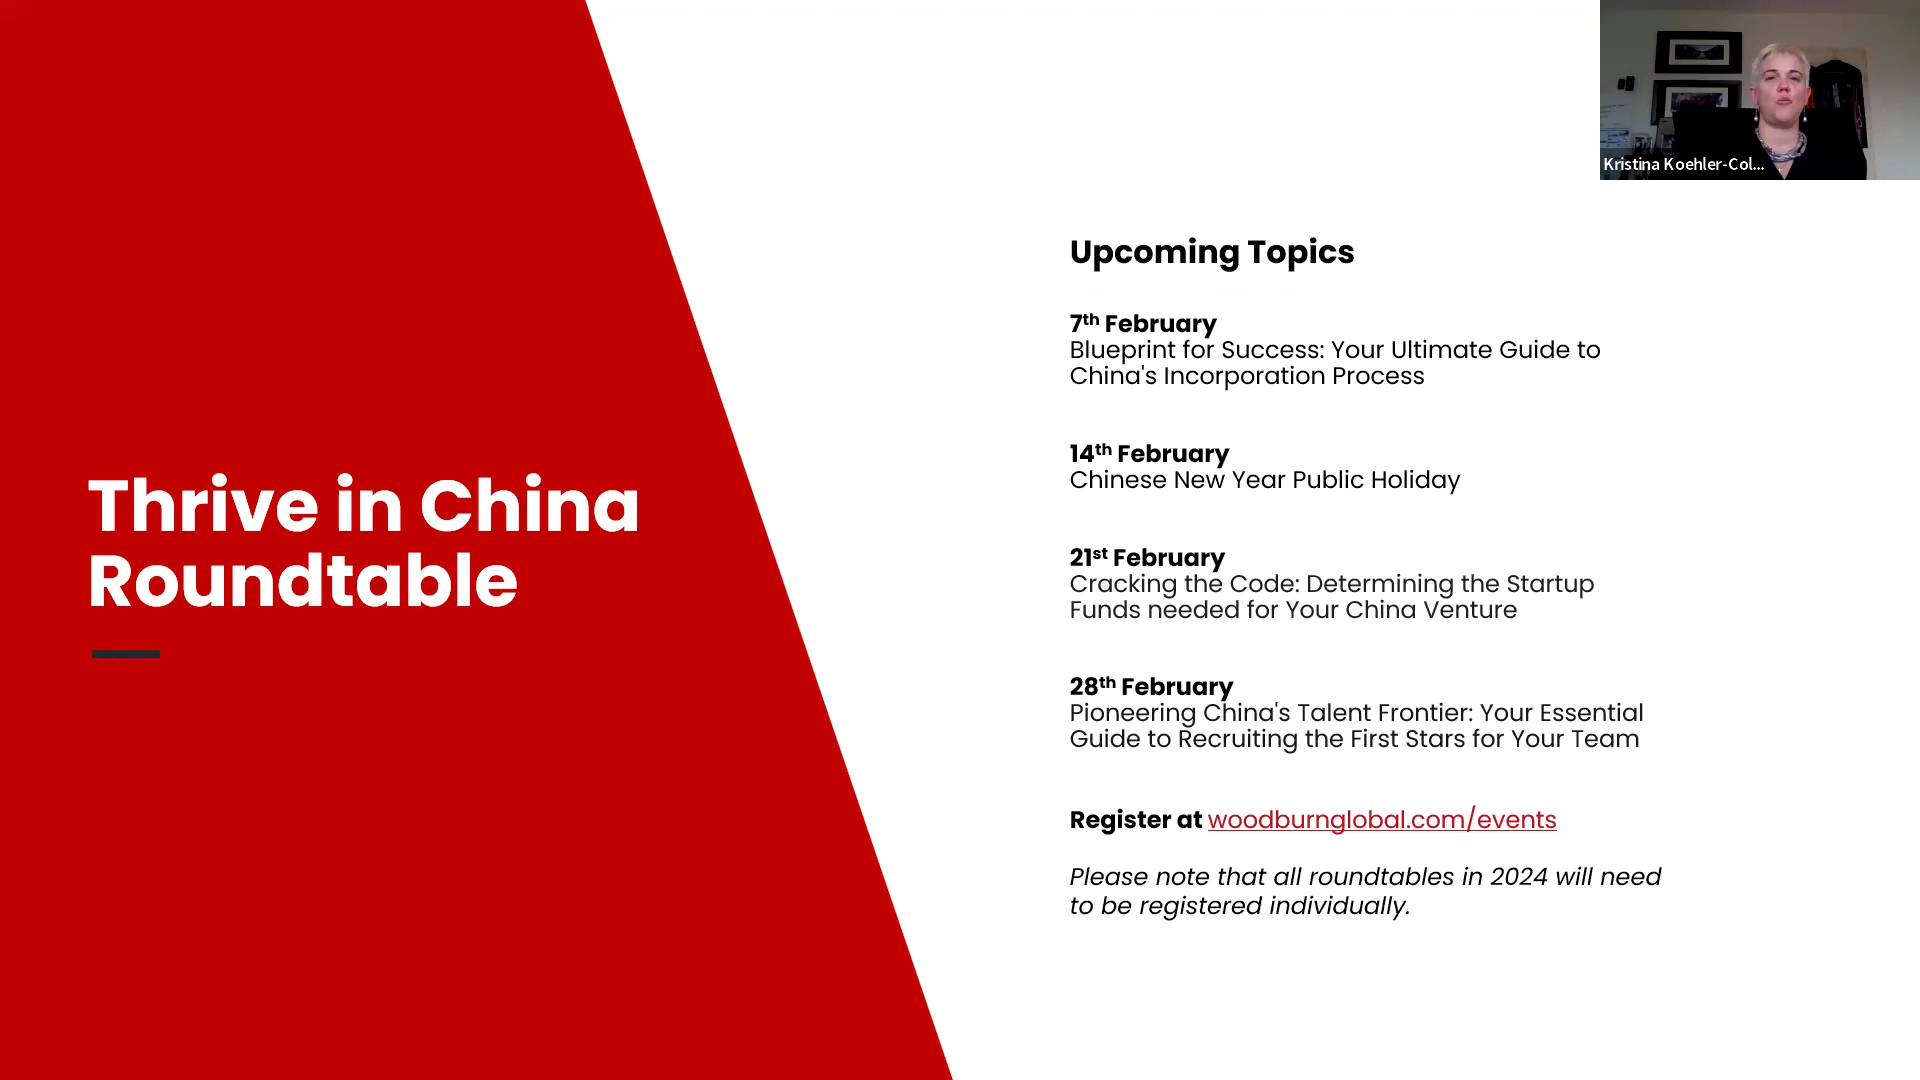 Thrive in China
Roundtable
Kristina Koehler-Col...
Upcoming Topics
7th February
Blueprint for Success: Your Ultimate Guide to
China's Incorporation Process
14th February
Chinese New Year Public Holiday
21st February
Cracking the Code: Determining the Startup
Funds needed for Your China Venture
28th February
Pioneering China's Talent Frontier: Your Essential
Guide to Recruiting the First Stars for Your Team
Register at woodburnglobal.com/events
Please note that all roundtables in 2024 will need
to be registered individually.